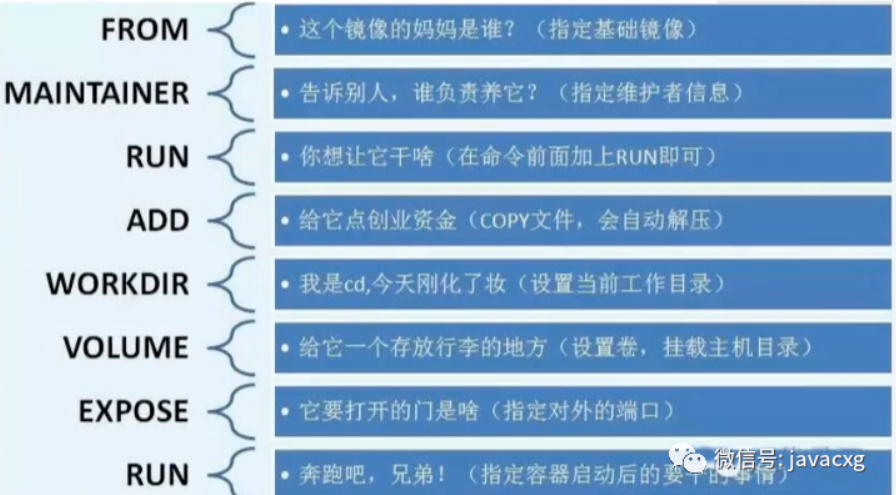 FROM
• 这个镜像的妈妈是谁？（指定基础镜像）
MAINTAINER
• 告诉别人，谁负责养它？（指定维护者信息）
RUN
• 你想让它干啥（在命令前面加上RUN即可）
ADD
• 给它点创业资金（COPY文件，会自动解压）
WORKDIR
• 我是cd,今天刚化了妆（设置当前工作目录）
VOLUME
• 给它一个存放行李的地方（设置卷，挂载主机目录）
EXPOSE
• 它要打开的门是啥（指定对外的端口）
RUN
• 奔跑吧，兄弟！（指定容器启动后的要干的事情）
微信号: javacxg